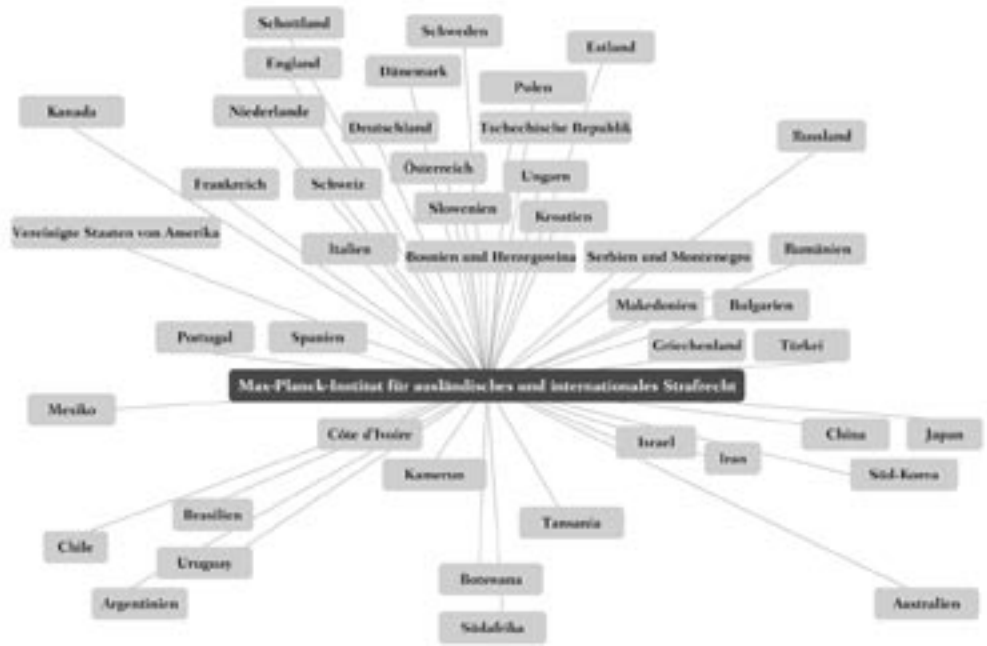 Schottland
Schweden
Estland
England
Dänemark
Polen
Kanada
Niederlande
Deutschland
Tschechische Republik
Russland
Österreich
Ungarn
Frankreich
Schweiz
Slowenien
Kroatien
Vereinigte Staaten von Amerika
Italien
Bosnien und Herzegowina
Serbien und Montenegro
Rumänien
Makedonien
Bulgarien
Portugal
Spanien
Griechenland
Türkei
Max-Planck-Institut für ausländisches und internationales Strafrecht
Mexiko
Côte d'Ivoire
Israel
China
Japan
Iran
Kamerun
Süd-Korea
Brasilien
Tansania
Chile
Uruguay
Botswana
Argentinien
Australien
Südafrika